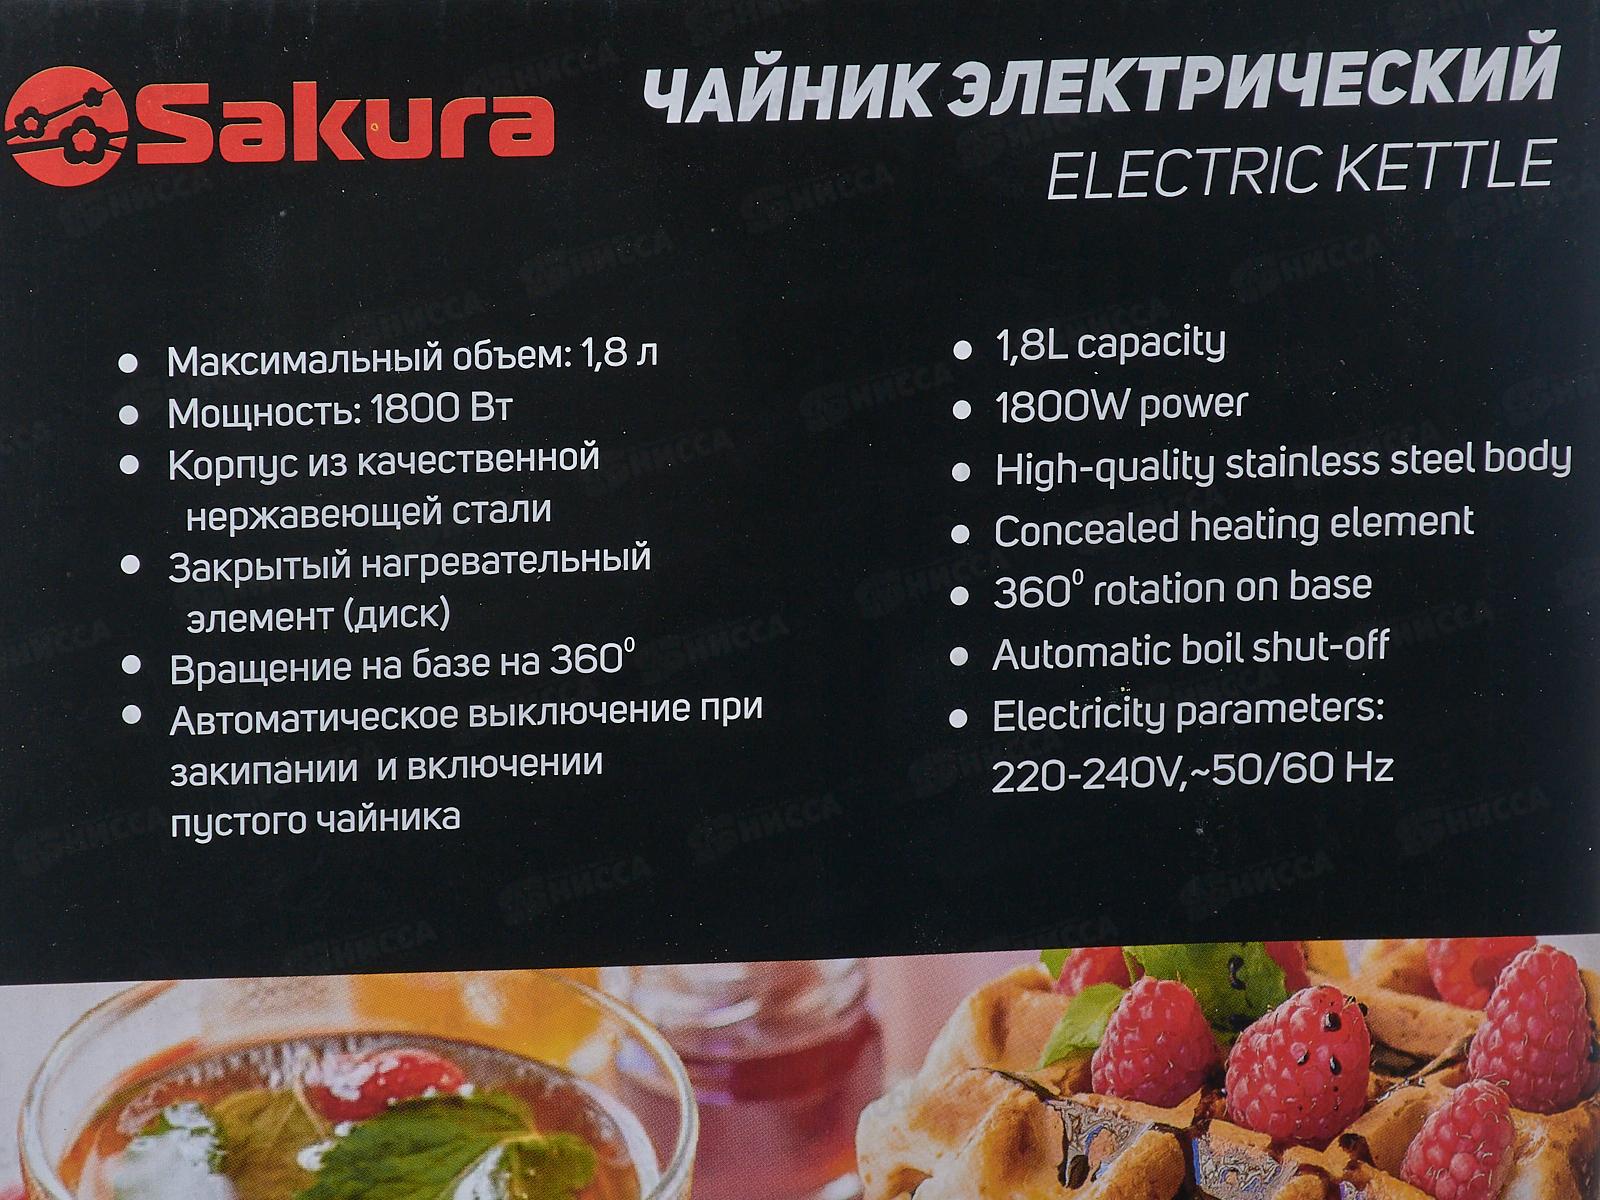 Sakura
ЧАЙНИК ЭЛЕКТРИЧЕСКИЙ
ELECTRIC KETTLE
• Максимальный объем: 1,8 л
• Мощность: 1800 Вт
• Корпус из качественной
нержавеющей стали
• Закрытый нагревательный
элемент (диск)
• Вращение на базе на 360⁰
• Автоматическое выключение при
закипании и включении
пустого чайника
• 1,8L capacity
• 1800W power
• High-quality stainless steel body
• Concealed heating element
• 360⁰ rotation on base
• Automatic boil shut-off
• Electricity parameters:
220-240V,~50/60 Hz